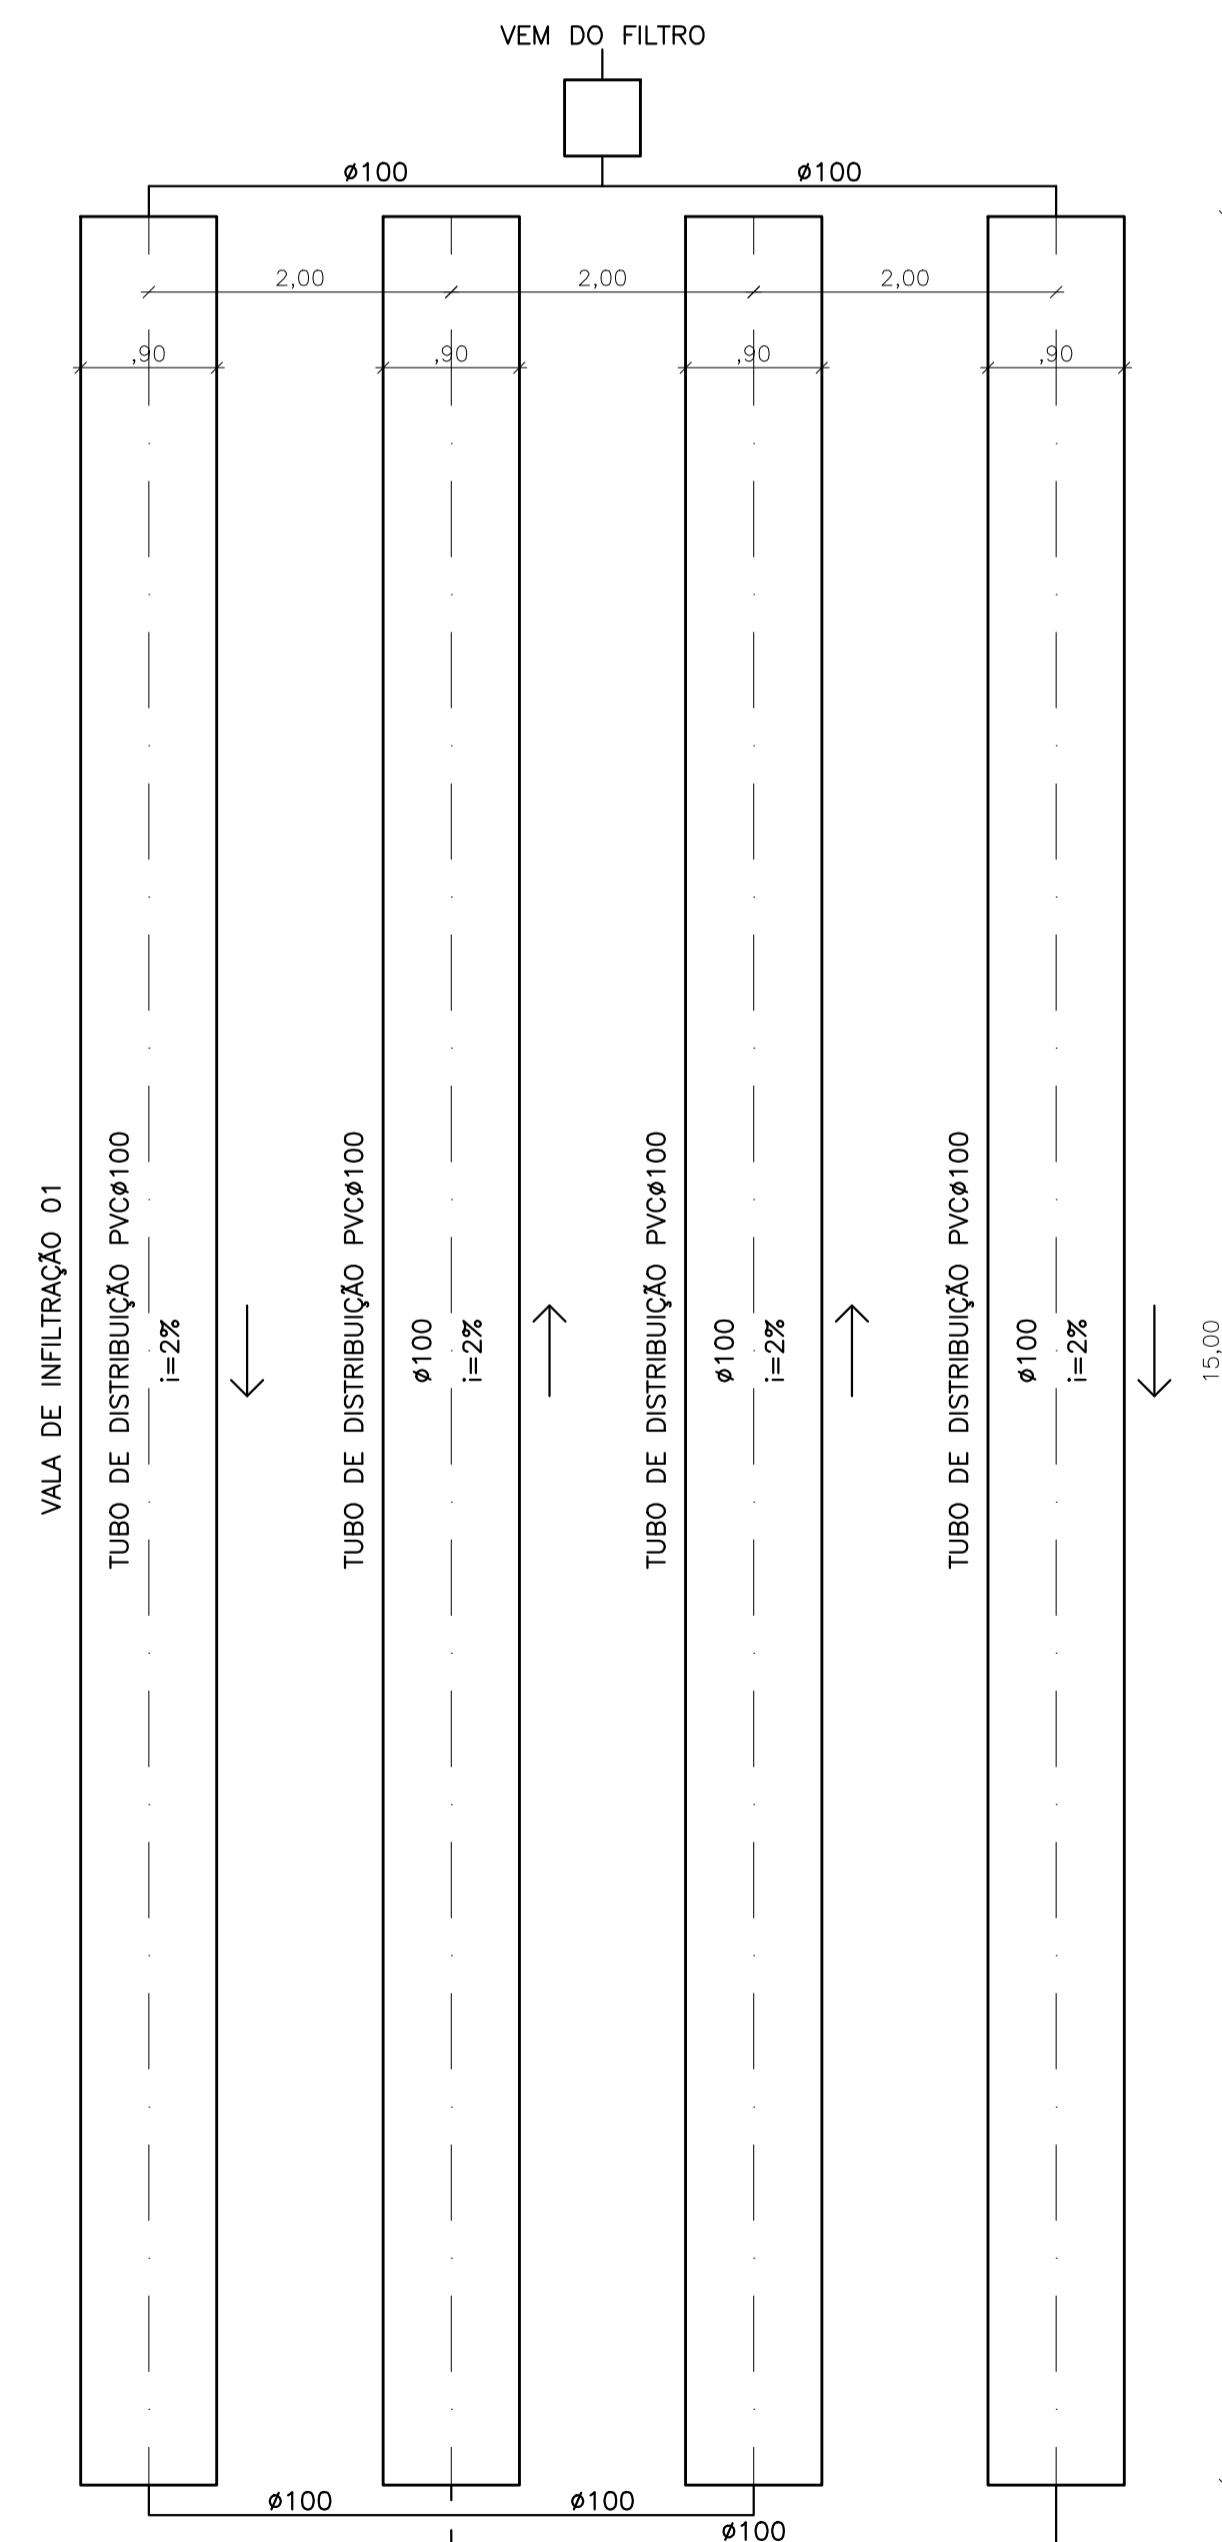 VEM DO FILTRO
ø100
ø100
2,00
2,00
2,00
,90
,90
,90
,90
VALA DE INFILTRAÇÃO 01
TUBO DE DISTRIBUIÇÃO PVCø100
i=2%
TUBO DE DISTRIBUIÇÃO PVCø100
ø100
i=2%
TUBO DE DISTRIBUIÇÃO PVCø100
ø100
i=2%
TUBO DE DISTRIBUIÇÃO PVCø100
ø100
i=2%
15,00
ø100
ø100
ø100